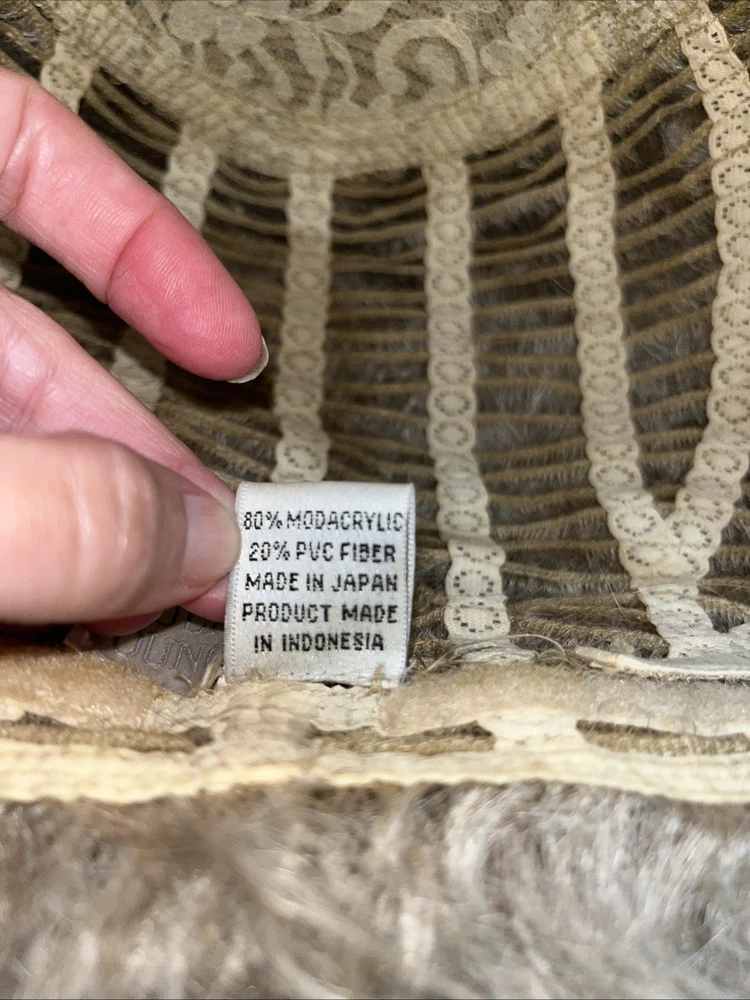 80% MODACRYLIC
20% PVC FIBER
MADE IN JAPAN
PRODUCT MADE
IN INDONESIA